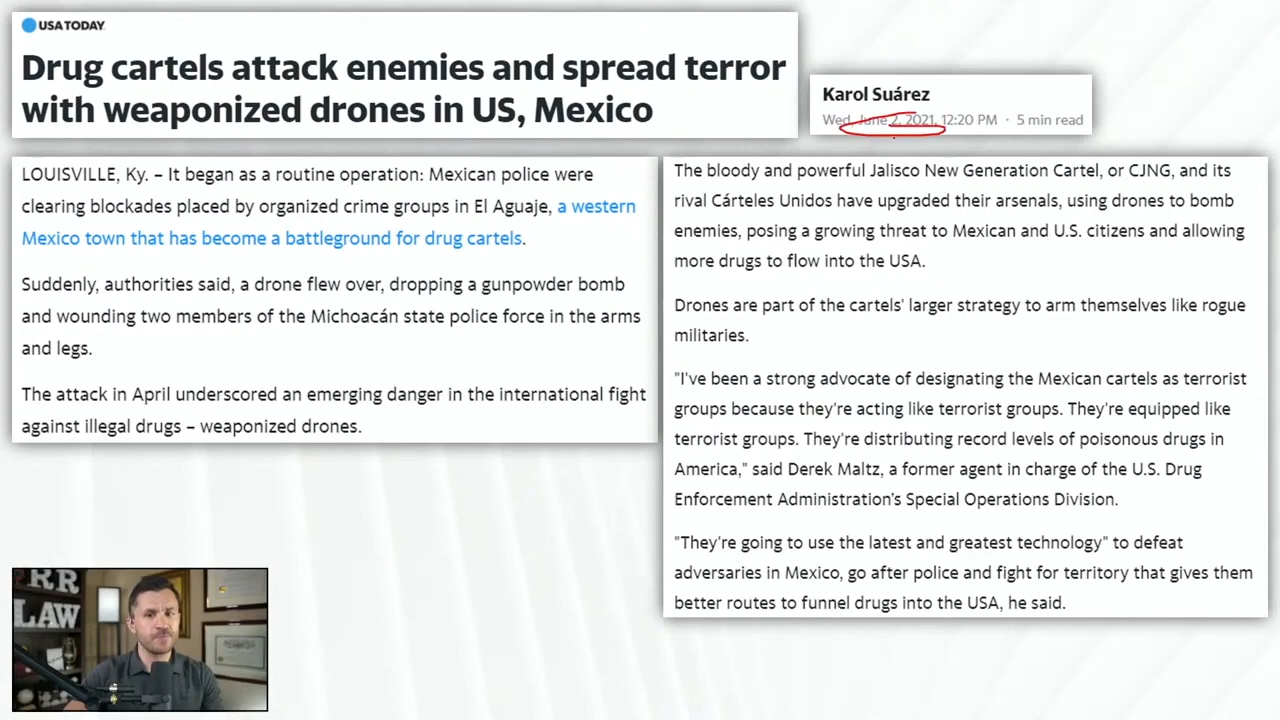 USA TODAY
Drug cartels attack enemies and spread terror
with weaponized drones in US, Mexico
Karol Suárez
Wed, June 2, 2021, 12:20 PM · 5 min read
LOUISVILLE, Ky. – It began as a routine operation: Mexican police were
clearing blockades placed by organized crime groups in El Aguaje, a western
Mexico town that has become a battleground for drug cartels.
Suddenly, authorities said, a drone flew over, dropping a gunpowder bomb
and wounding two members of the Michoacán state police force in the arms
and legs.
The attack in April underscored an emerging danger in the international fight
against illegal drugs – weaponized drones.
The bloody and powerful Jalisco New Generation Cartel, or CJNG, and its
rival Cárteles Unidos have upgraded their arsenals, using drones to bomb
enemies, posing a growing threat to Mexican and U.S. citizens and allowing
more drugs to flow into the USA.
Drones are part of the cartels' larger strategy to arm themselves like rogue
militaries.
"I've been a strong advocate of designating the Mexican cartels as terrorist
groups because they're acting like terrorist groups. They're equipped like
terrorist groups. They're distributing record levels of poisonous drugs in
America," said Derek Maltz, a former agent in charge of the U.S. Drug
Enforcement Administration's Special Operations Division.
"They're going to use the latest and greatest technology" to defeat
adversaries in Mexico, go after police and fight for territory that gives them
better routes to funnel drugs into the USA, he said.
RR
LAW